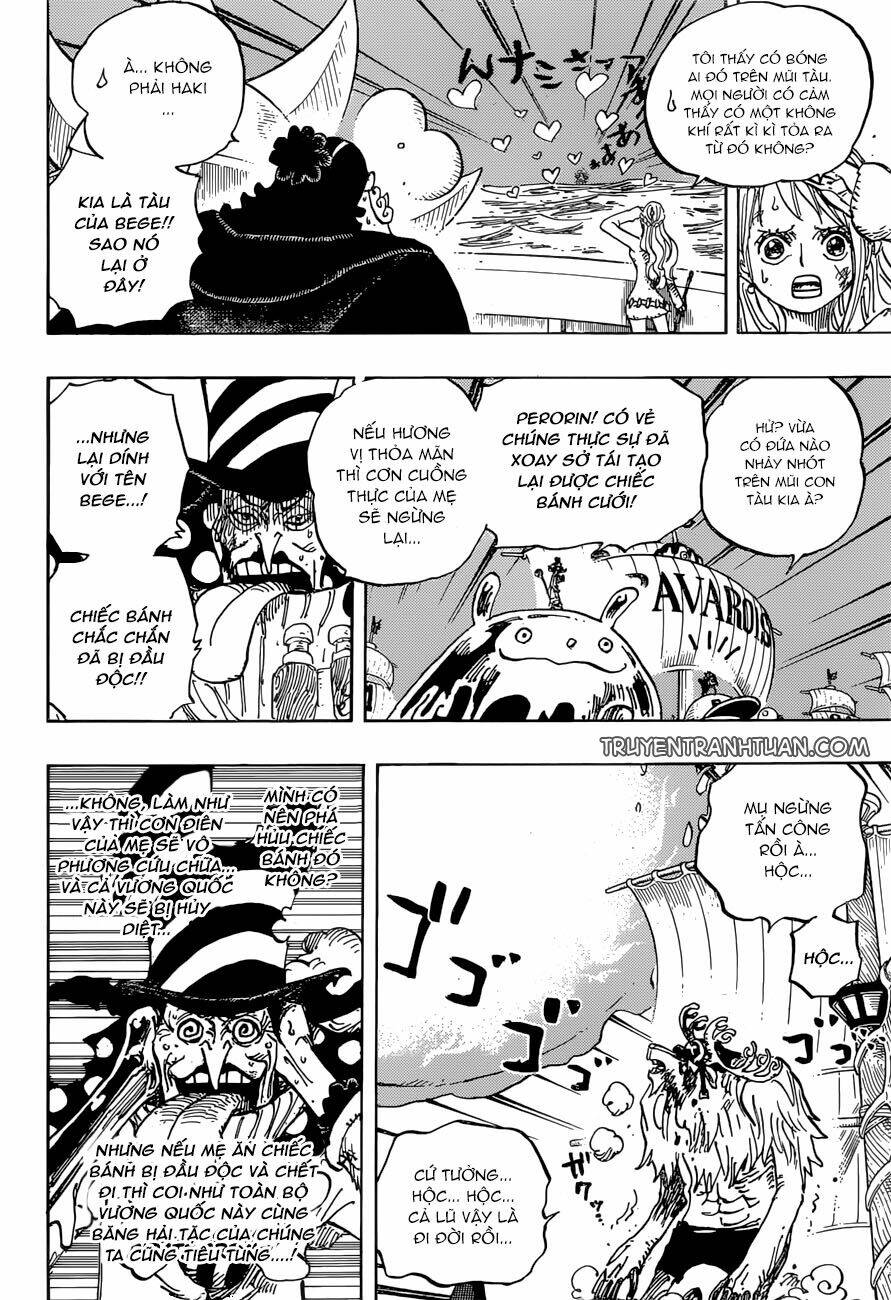 TÔI THẤY CÓ BÓNG
AI ĐÓ TRÊN MŨI TÀU.
MỌI NGƯỜI CÓ CẢM
THẤY CÓ MỘT KHÔNG
KHÍ RẤT KÌ KÌ TỎA RA
TỪ ĐÓ KHÔNG?
À... KHÔNG
PHẢI HAKI
...
KIA LÀ TÀU
CỦA BEGE!!
SAO NÓ
LẠI Ở
ĐÂY!
HỬ? VỪA
CÓ ĐỨA NÀO
NHẢY NHÓT
TRÊN MŨI CON
TÀU KIA À?
PERORIN! CÓ VẺ
CHÚNG THỰC SỰ ĐÃ
XOAY SỞ TÁI TẠO
LẠI ĐƯỢC CHIẾC
BÁNH CƯỚI!
NẾU HƯƠNG
VỊ THỎA MÃN
THÌ CƠN CUỒNG
THỰC CỦA MẸ
SẼ NGỪNG
LẠI...
...NHƯNG
LẠI DÍNH
VỚI TÊN
BEGE...!
CHIẾC BÁNH
CHẮC CHẮN
ĐÃ BỊ ĐẦU
ĐỘC!!
AVAROIS
VIII
TRUYENTRANHTUAN.COM
MỤ NGỪNG
TẤN CÔNG
RỒI À...
HỘC...
HỘC...
ゴゴゴ
ガクッ
CỨ TƯỞNG...
HỘC... HỘC...
CẢ LŨ VẬY LÀ
ĐI ĐỜI RỒI...
MÌNH CÓ
NÊN PHÁ
HỦU CHIẾC
BÁNH ĐÓ
KHÔNG?
...KHÔNG, LÀM NHƯ
VẬY THÌ CƠN ĐIÊN
CỦA MẸ SẼ VÔ
PHƯƠNG CỨU CHỮA...
VÀ CẢ VƯƠNG QUỐC
NÀY SẼ BỊ HỦY
DIỆT...
NHƯNG NẾU MẸ ĂN CHIẾC
BÁNH BỊ ĐẦU ĐỘC VÀ CHẾT
ĐI THÌ COI NHƯ TOÀN BỘ
VƯƠNG QUỐC NÀY CÙNG
BĂNG HẢI TẶC CỦA CHÚNG
TA CŨNG TIÊU TÙNG....!